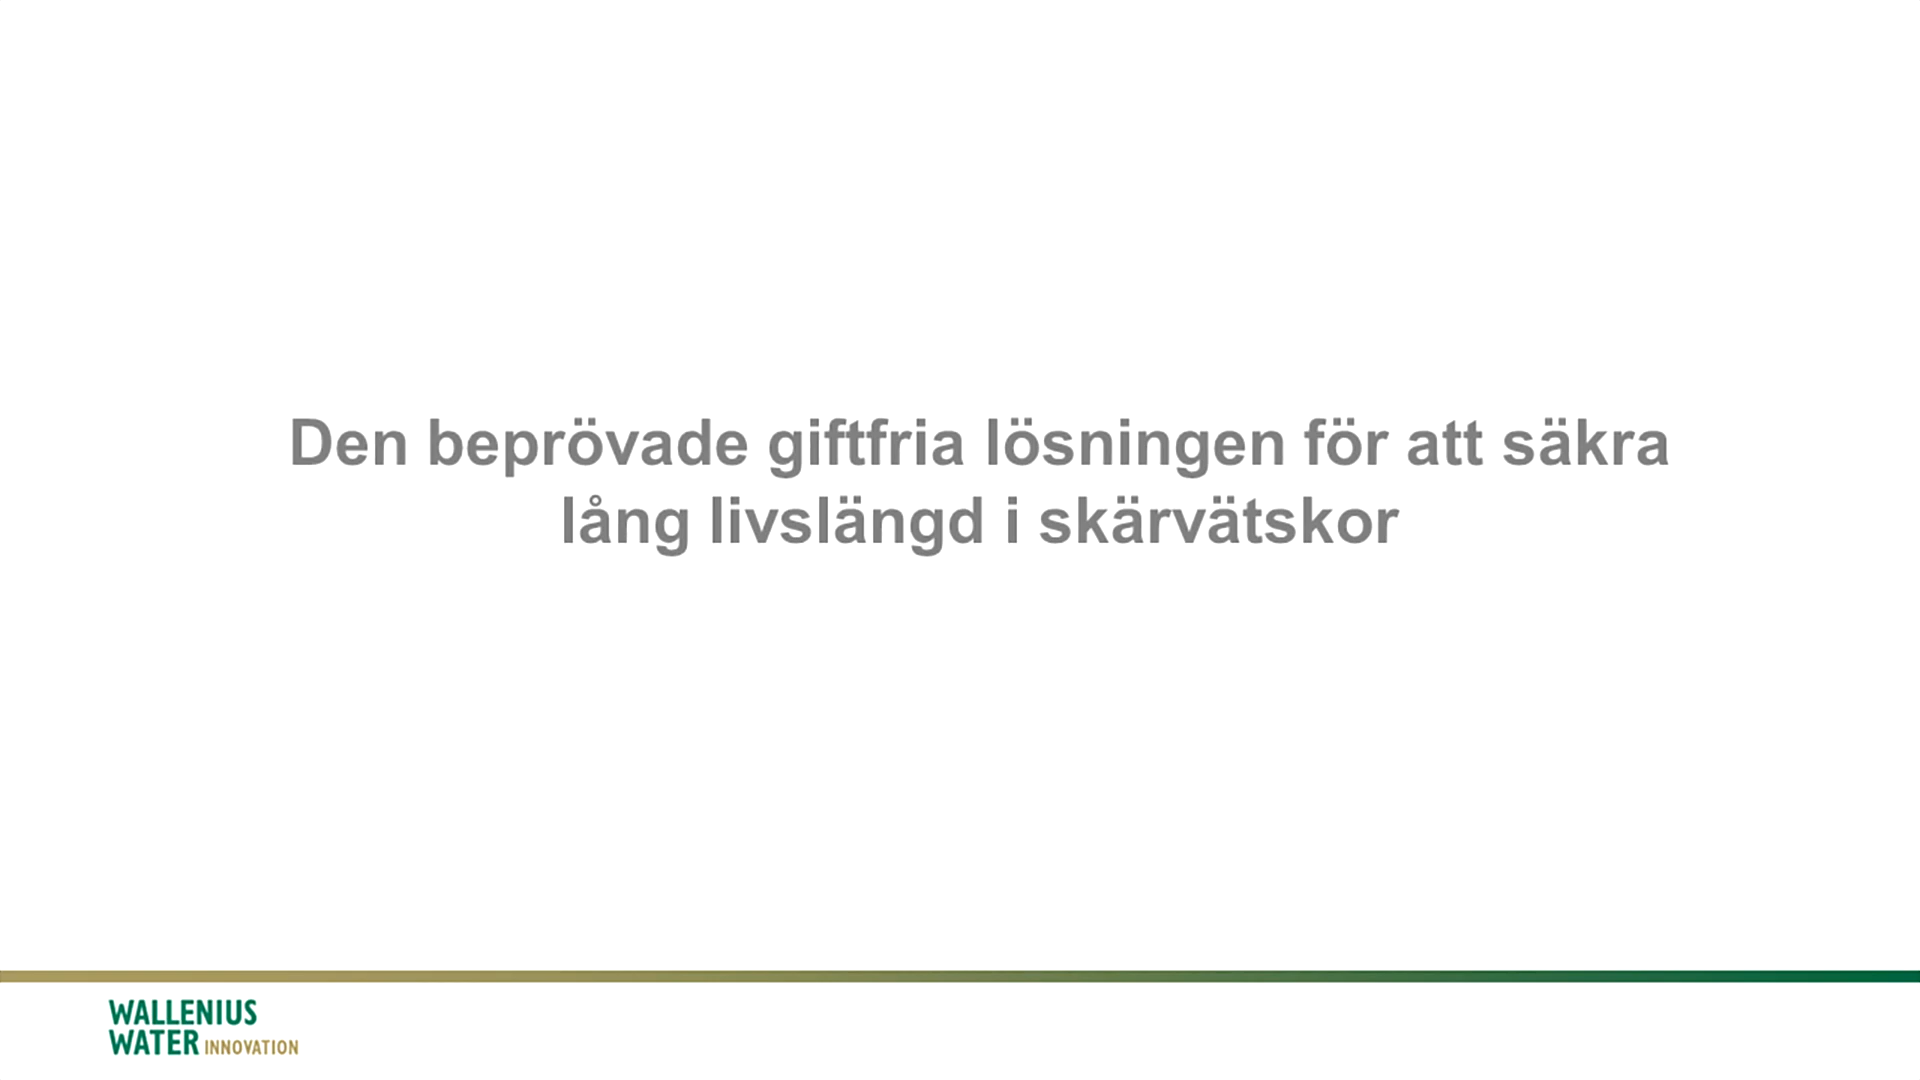 Den beprövade giftfria lösningen för att säkra
lång livslängd i skärvätskor
WALLENIUS
WATER INNOVATION